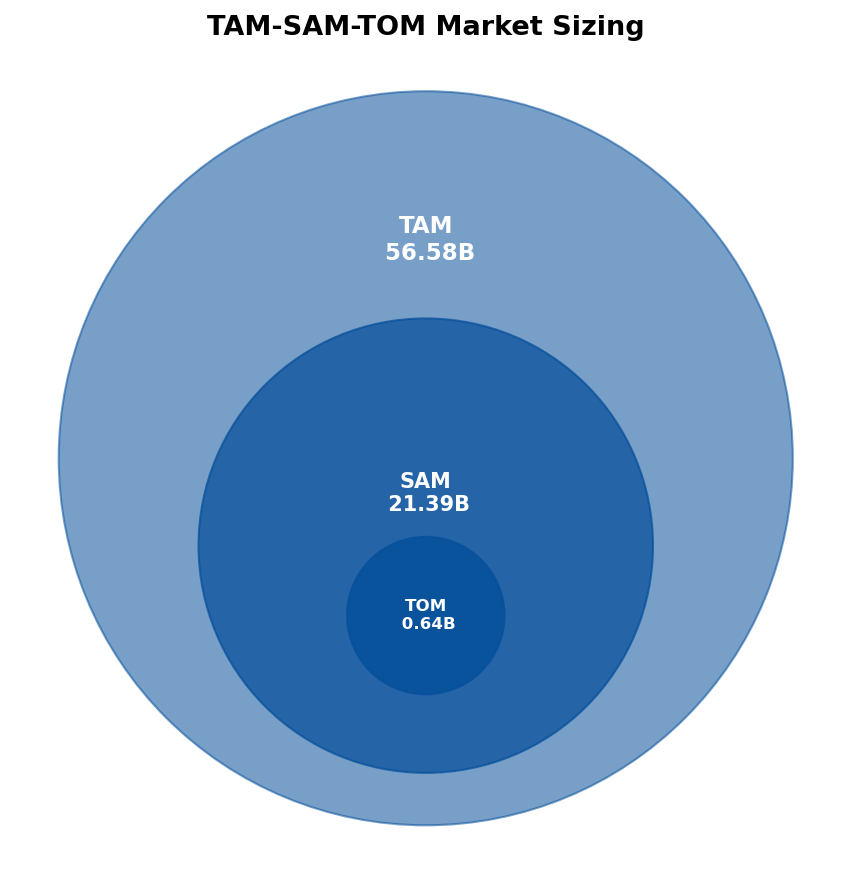 TAM-SAM-TOM Market Sizing
TAM
56.58B
SAM
21.39B
TOM
0.64B